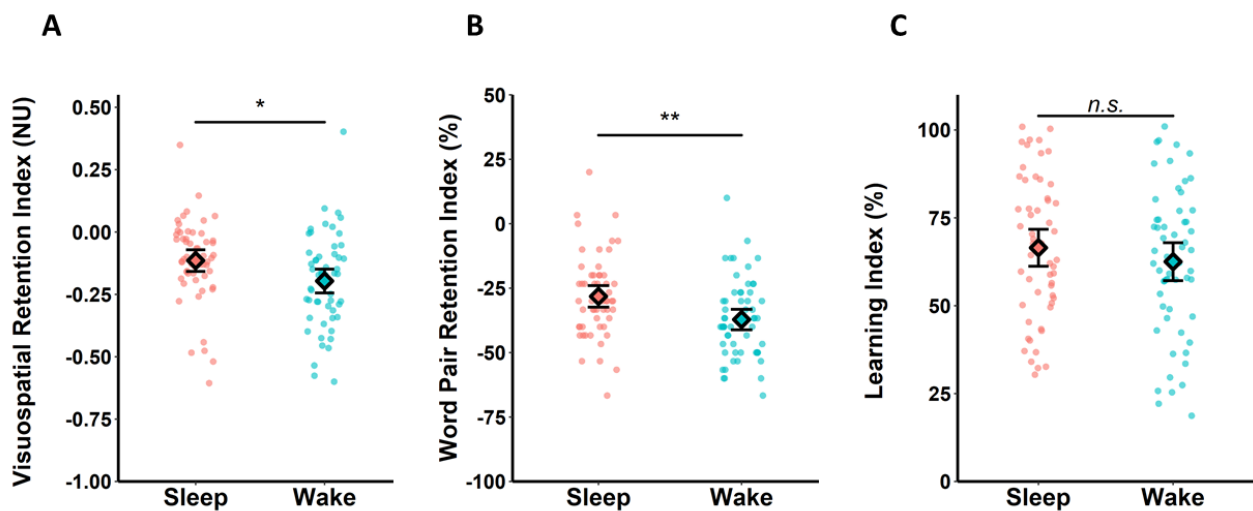 A
Visuospatial Retention Index (NU)
0.50
0.25
0.00
-0.25
-0.50
-0.75
-1.00
*
Sleep
Wake
B
Word Pair Retention Index (%)
50
25
0
-25
-50
-75
-100
**
Sleep
Wake
C
Learning Index (%)
100
75
50
25
0
n.s.
Sleep
Wake